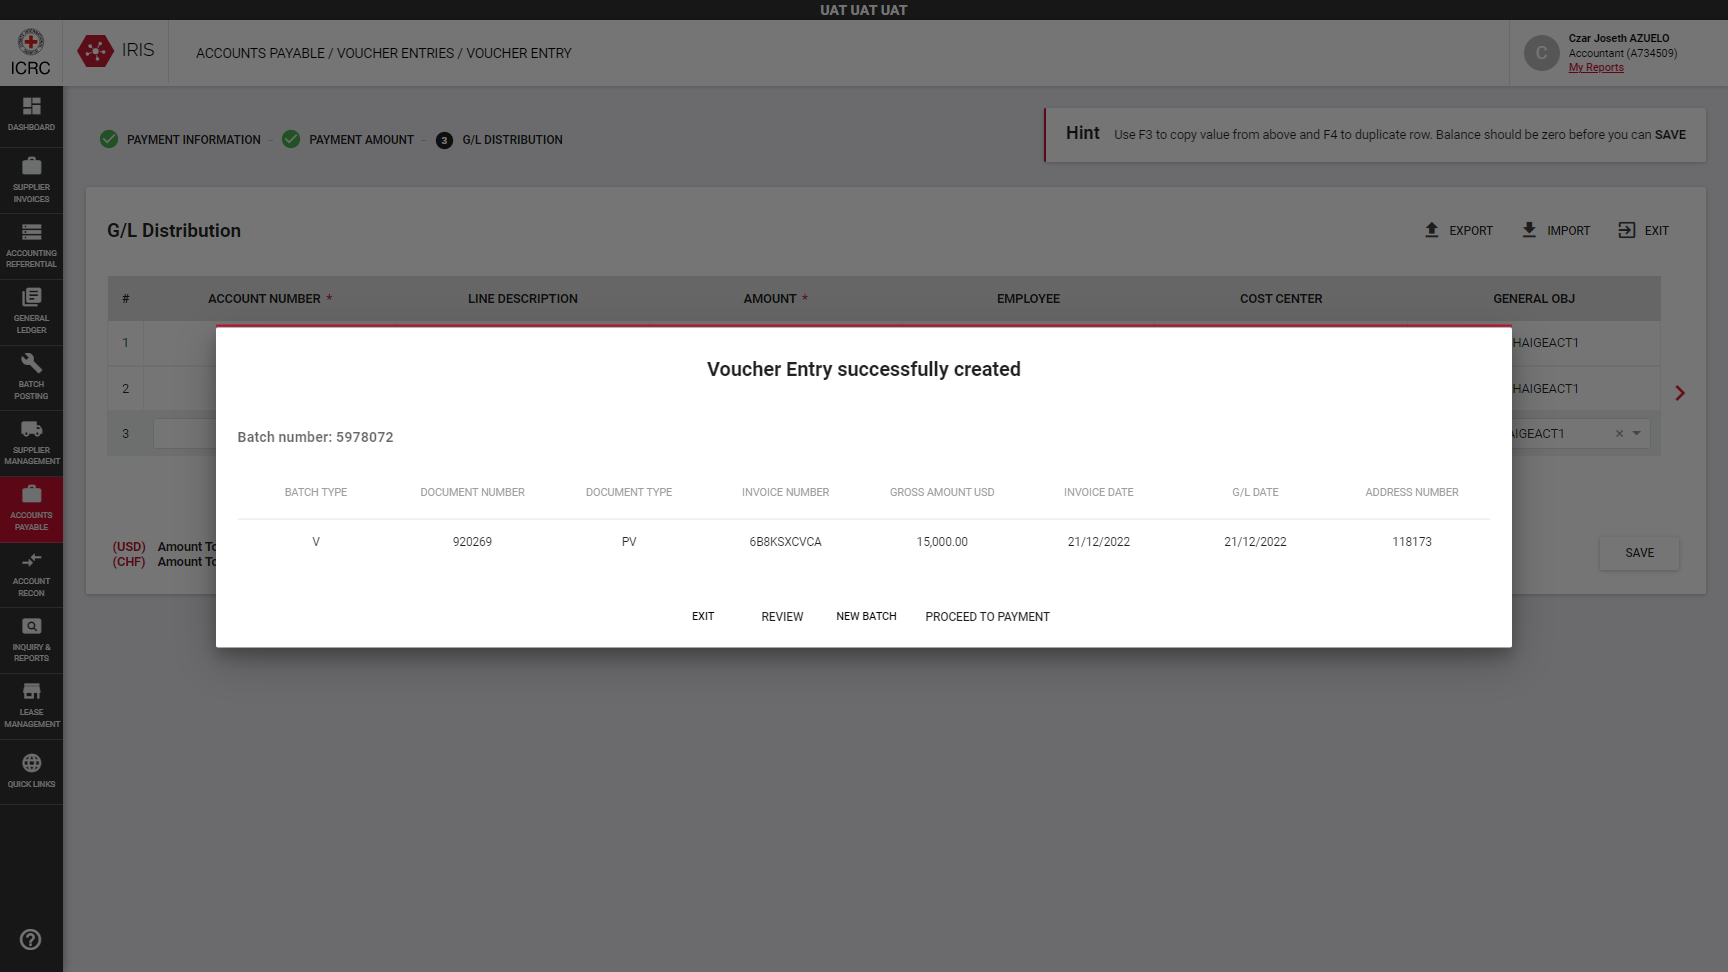 UAT UAT UAT
ICRC
IRIS
ACCOUNTS PAYABLE / VOUCHER ENTRIES / VOUCHER ENTRY
C
Czar Joseth AZUELO
Accountant (A734509)
My Reports
DASHBOARD
SUPPLIER
INVOICES
ACCOUNTING
REFERENTIAL
GENERAL
LEDGER
BATCH
POSTING
SUPPLIER
MANAGEMENT
ACCOUNTS
PAYABLE
ACCOUNT
RECON
INQUIRY &
REPORTS
LEASE
MANAGEMENT
QUICK LINKS
PAYMENT INFORMATION - PAYMENT AMOUNT - 3 G/L DISTRIBUTION
Hint Use F3 to copy value from above and F4 to duplicate row. Balance should be zero before you can SAVE
G/L Distribution
EXPORT IMPORT EXIT
# ACCOUNT NUMBER * LINE DESCRIPTION AMOUNT * EMPLOYEE COST CENTER GENERAL OBJ
1 HAIGEACT1
2 HAIGEACT1
3 AIGEACT1 ×
(USD) Amount To
(CHF) Amount To
SAVE
Voucher Entry successfully created
Batch number: 5978072
BATCH TYPE DOCUMENT NUMBER DOCUMENT TYPE INVOICE NUMBER GROSS AMOUNT USD INVOICE DATE G/L DATE ADDRESS NUMBER
V 920269 PV 6B8KSXCVCA 15,000.00 21/12/2022 21/12/2022 118173
EXIT REVIEW NEW BATCH PROCEED TO PAYMENT